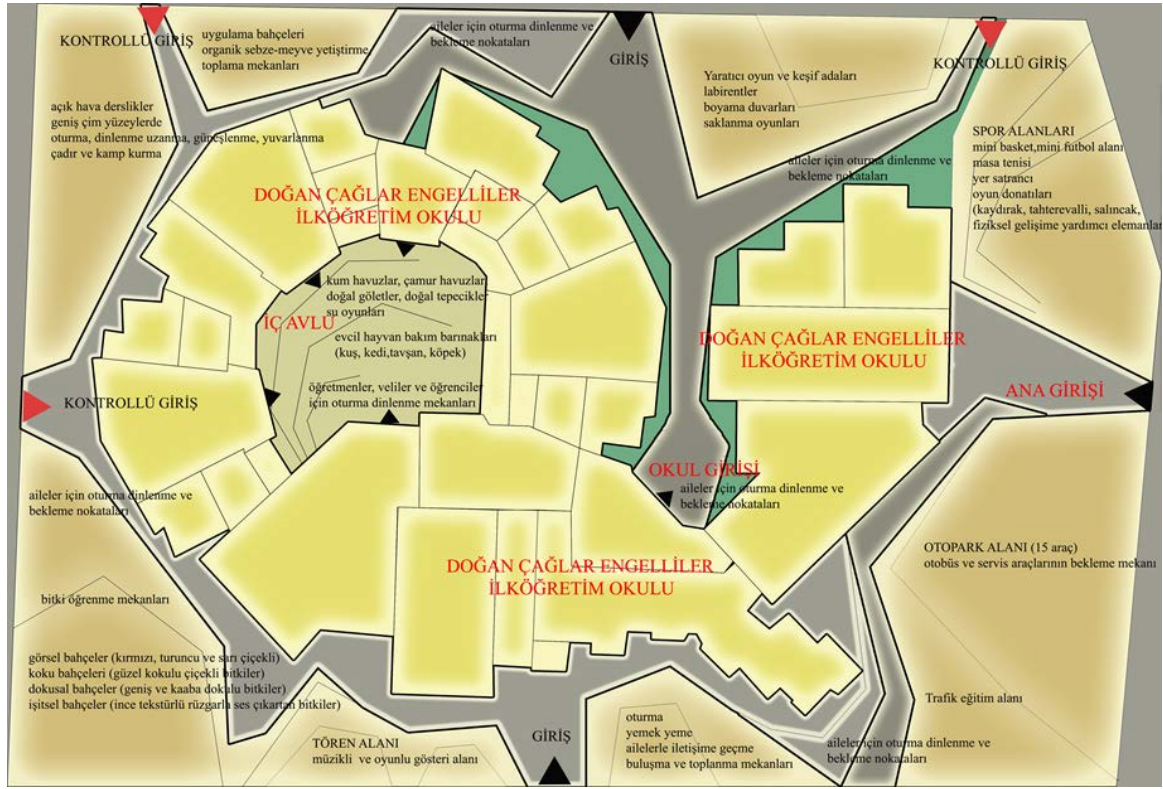 KONTROLLÜ GİRİŞ
uygulama bahçeleri
organik sebze-meyve yetiştirme
toplama mekanları
aileler için oturma dinlenme ve
bekleme nokataları
GİRİŞ
KONTROLLÜ GİRİŞ
Yaratıcı oyun ve keşif adaları
labirentler
boyama duvarları
saklanma oyunları
açık hava derslikler
geniş çim yüzeylerde
oturma, dinlenme uzanma, güneşlenme, yuvarlanma
çadır ve kamp kurma
SPOR ALANLARI
mini basket,mini futbol alanı
masa tenisi
yer satrancı
oyun donatıları
(kaydırak, tahterevalli, salıncak,
fiziksel gelişime yardımcı elemanlar
aileler için oturma dinlenme ve
bekleme nokataları
DOĞAN ÇAĞLAR ENGELLİLER
İLKÖĞRETİM OKULU
kum havuzlar, çamur havuzlar
doğal göletler, doğal tepecikler
su oyunları
İÇ AVLU
evcil hayvan bakım barınakları
(kuş, kedi,tavşan, köpek)
öğretmenler, veliler ve öğrenciler
için oturma dinlenme mekanları
DOĞAN ÇAĞLAR ENGELLİLER
İLKÖĞRETİM OKULU
ANA GİRİŞİ
KONTROLLÜ GİRİŞ
OKUL GİRİŞİ
aileler için oturma dinlenme ve
bekleme nokataları
aileler için oturma dinlenme ve
bekleme nokataları
DOĞAN ÇAĞLAR ENGELLİLER
İLKÖĞRETİM OKULU
OTOPARK ALANI (15 araç)
otobüs ve servis araçlarının bekleme mekanı
bitki öğrenme mekanları
görsel bahçeler (kırmızı, turuncu ve sarı çiçekli)
koku bahçeleri (güzel kokulu çiçekli bitkiler)
dokusal bahçeler (geniş ve kaaba dokulu bitkiler)
işitsel bahçeler (ince tekstürlü rüzgarla ses çıkartan bitkiler)
Trafik eğitim alanı
TÖREN ALANI
müzikli ve oyunlu gösteri alanı
GİRİŞ
oturma
yemek yeme
ailelerle iletişime geçme
buluşma ve toplanma mekanları
aileler için oturma dinlenme ve
bekleme nokataları